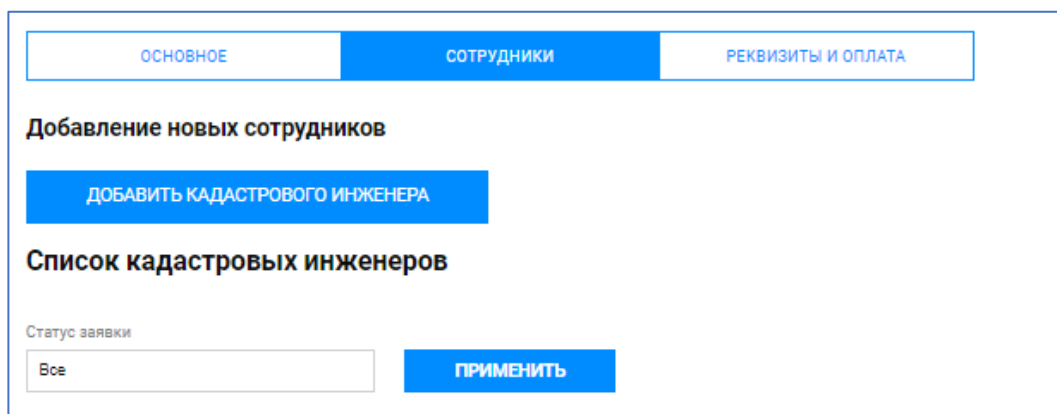 ОСНОВНОЕ СОТРУДНИКИ РЕКВИЗИТЫ И ОПЛАТА
Добавление новых сотрудников
ДОБАВИТЬ КАДАСТРОВОГО ИНЖЕНЕРА
Список кадастровых инженеров
Статус заявки
Все ПРИМЕНИТЬ